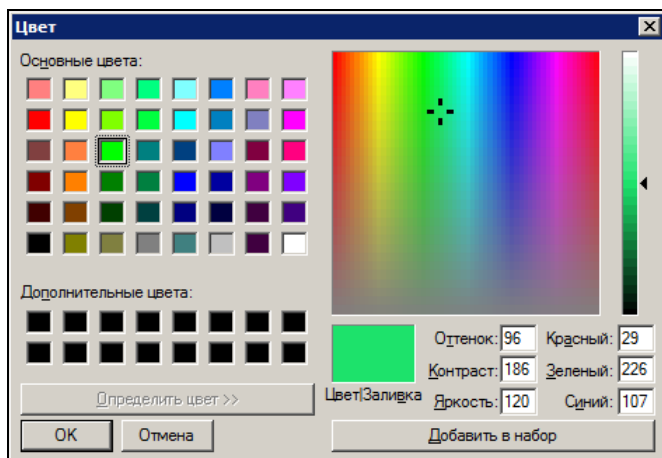 Цвет
Основные цвета:
Дополнительные цвета:
Определить цвет >>
ОК
Отмена
Цвет|Заливка
Оттенок: 96
Контраст: 186
Яркость: 120
Красный: 29
Зеленый: 226
Синий: 107
Добавить в набор